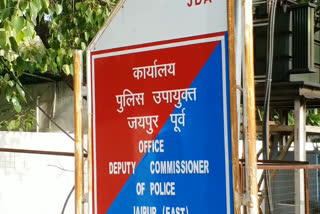 JDA
कार्यालय
पुलिस उपायुक्त
जयपुर पूर्व
OFFICE
DEPUTY COMMISSIONER
OF POLICE
JAIPUR (EAST)